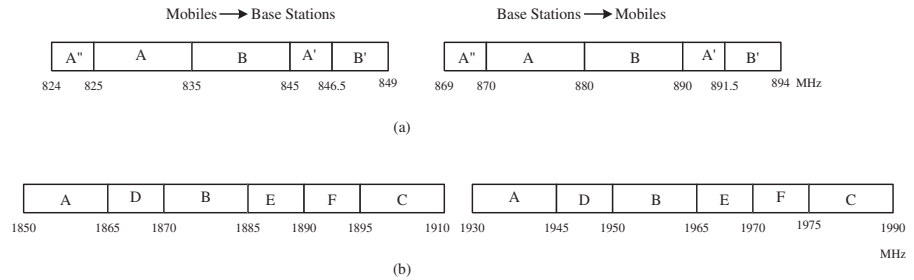 Mobiles → Base Stations Base Stations → Mobiles
A" A B A' B' A" A B A' B'
824 825 835 845 846.5 849 869 870 880 890 891.5 894 MHz
(a)
A D B E F C A D B E F C
1850 1865 1870 1885 1890 1895 1910 1930 1945 1950 1965 1970 1975 1990
MHz
(b)